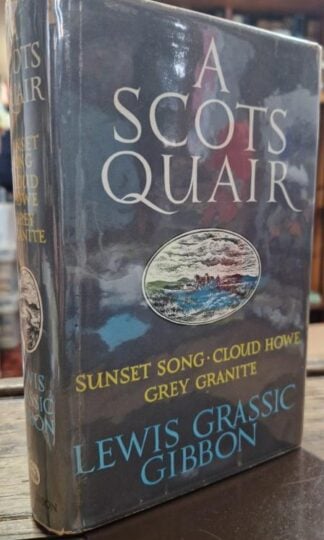 A
SCOTS
QUAIR
SUNSET SONG · CLOUD HOWE
GREY GRANITE
LEWIS GRASSIC
GIBBON
A
SCOTS
QUAIR
SUNSET
SONG
CLOUD
HOWE
GREY
GRANITE
LEWIS
GRASSIC
GIBBON